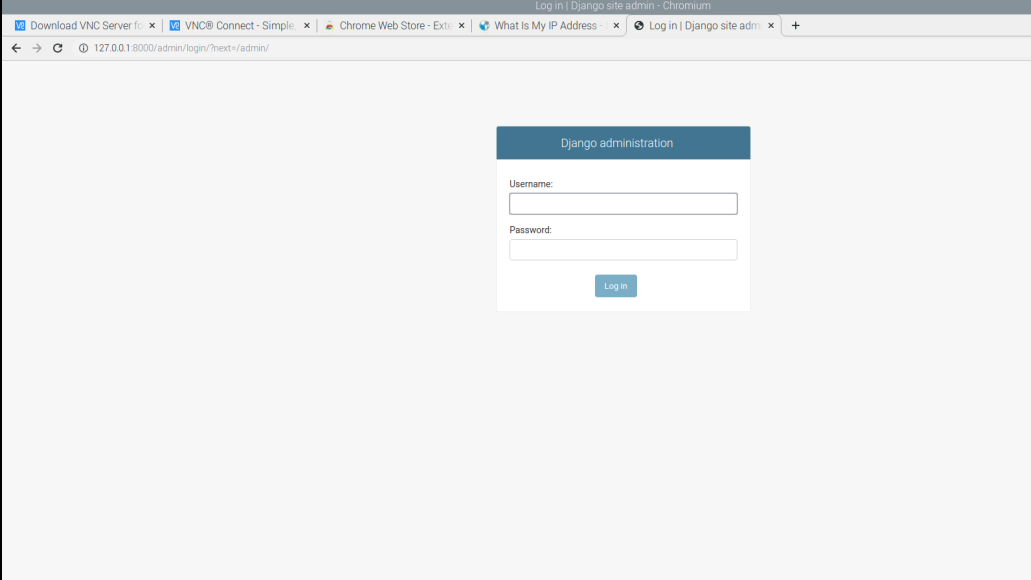 Log in | Django site admin - Chromium
Download VNC Server fo
VNC® Connect - Simple,
Chrome Web Store - Exte
What Is My IP Address -
Log in | Django site adm
127.0.0.1:8000/admin/login/?next=/admin/
Django administration
Username:
Password:
Log in